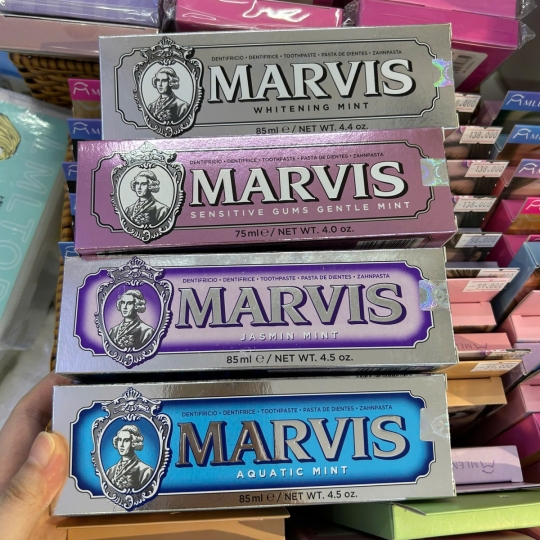 DENTIFRICIO • DENTIFRICE • TOOTHPASTE • PASTA DE DIENTES • ZAHNPASTA
MARVIS
WHITENING MINT
85ml e / NET WT. 4.4 oz.
DENTIFRICIO • DENTIFRICE • TOOTHPASTE • PASTA DE DIENTES • ZAHNPASTA
MARVIS
SENSITIVE GUMS GENTLE MINT
75ml e / NET WT. 4.0 oz.
DENTIFRICIO • DENTIFRICE • TOOTHPASTE • PASTA DE DIENTES • ZAHNPASTA
MARVIS
JASMIN MINT
85ml e / NET WT. 4.5 oz.
DENTIFRICIO • DENTIFRICE • TOOTHPASTE • PASTA DE DIENTES • ZAHNPASTA
MARVIS
AQUATIC MINT
85ml e / NET WT. 4.5 oz.